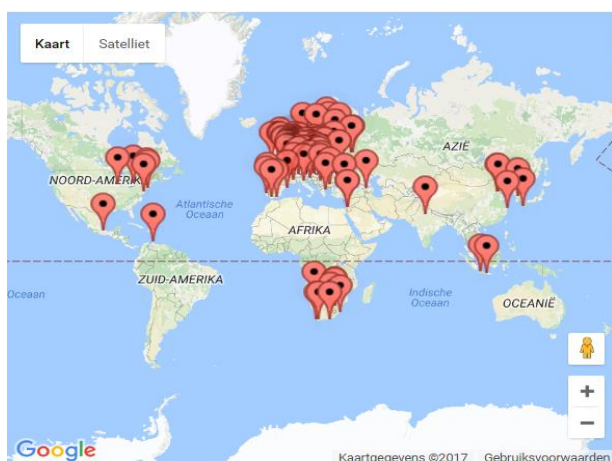 Kaart Satelliet
AZIË
NOORD-AMERIK
Atlantische
Oceaan
AFRIKA
ZUID-AMERIKA
Oceaan
Indische
Oceaan
OCEANIË
+
−
Google
Kaartgegevens ©2017 Gebruiksvoorwaarden